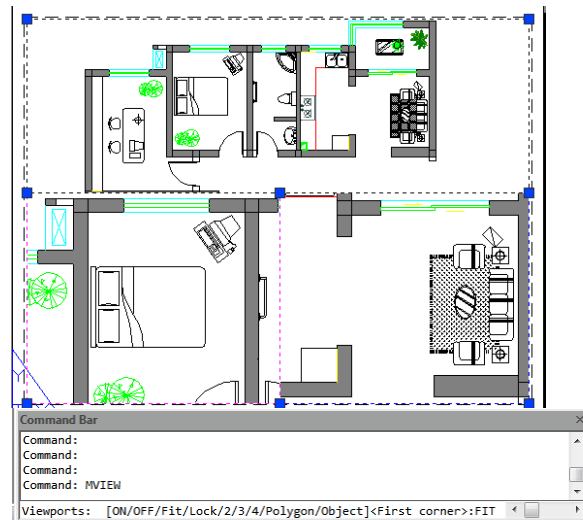 Command Bar
Command:
Command:
Command:
Command: MVIEW
Viewports: [ON/OFF/Fit/Lock/2/3/4/Polygon/Object]<First corner>:FIT